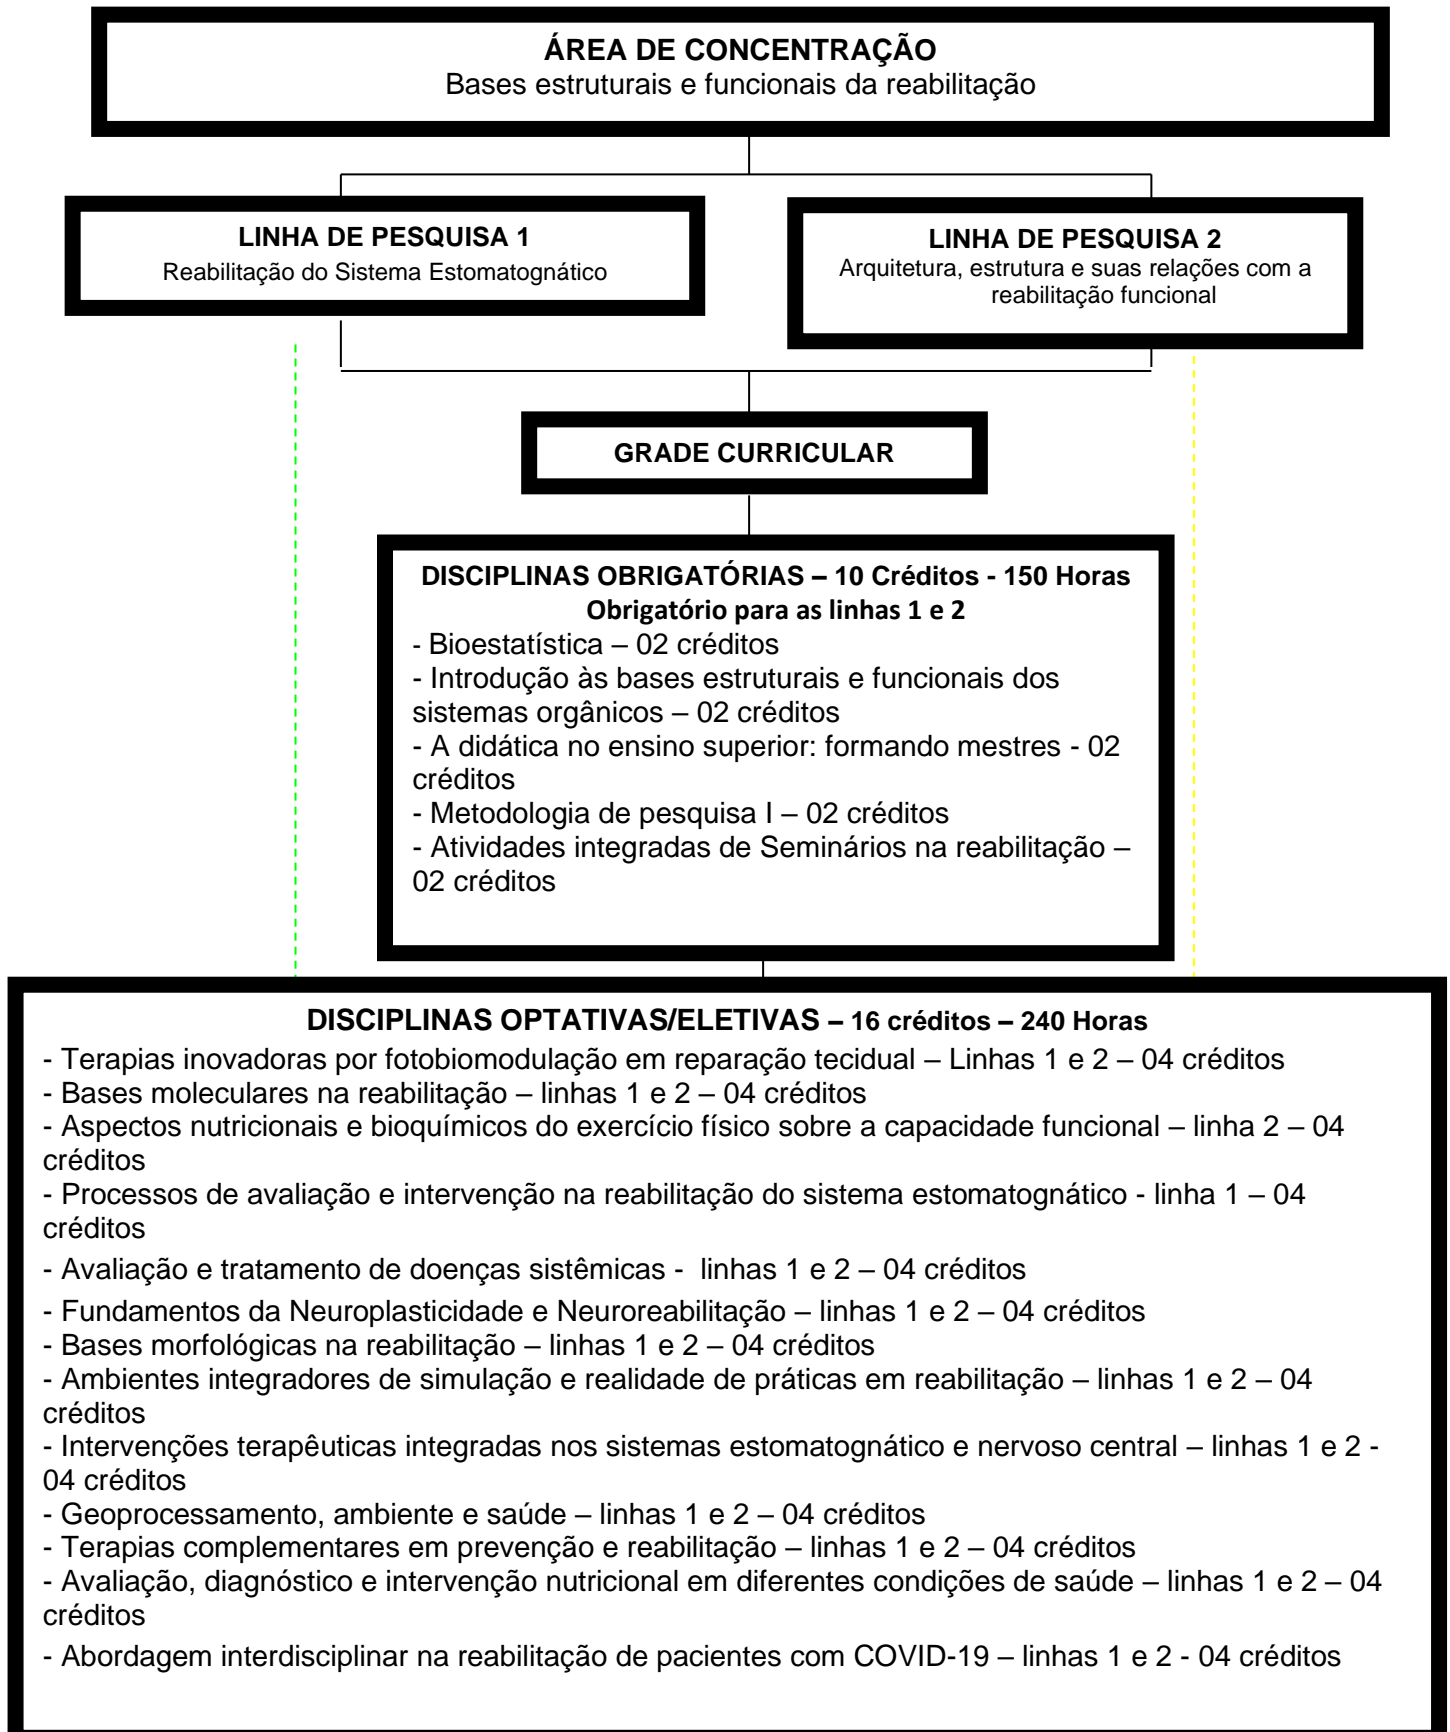 ÁREA DE CONCENTRAÇÃO
Bases estruturais e funcionais da reabilitação
LINHA DE PESQUISA 1
Reabilitação do Sistema Estomatognático
LINHA DE PESQUISA 2
Arquitetura, estrutura e suas relações com a
reabilitação funcional
GRADE CURRICULAR
DISCIPLINAS OBRIGATÓRIAS – 10 Créditos - 150 Horas
Obrigatório para as linhas 1 e 2
- Bioestatística – 02 créditos
- Introdução às bases estruturais e funcionais dos
sistemas orgânicos – 02 créditos
- A didática no ensino superior: formando mestres - 02
créditos
- Metodologia de pesquisa I – 02 créditos
- Atividades integradas de Seminários na reabilitação –
02 créditos
DISCIPLINAS OPTATIVAS/ELETIVAS – 16 créditos – 240 Horas
- Terapias inovadoras por fotobiomodulação em reparação tecidual – Linhas 1 e 2 – 04 créditos
- Bases moleculares na reabilitação – linhas 1 e 2 – 04 créditos
- Aspectos nutricionais e bioquímicos do exercício físico sobre a capacidade funcional – linha 2 – 04
créditos
- Processos de avaliação e intervenção na reabilitação do sistema estomatognático - linha 1 – 04
créditos
- Avaliação e tratamento de doenças sistêmicas - linhas 1 e 2 – 04 créditos
- Fundamentos da Neuroplasticidade e Neuroreabilitação – linhas 1 e 2 – 04 créditos
- Bases morfológicas na reabilitação – linhas 1 e 2 – 04 créditos
- Ambientes integradores de simulação e realidade de práticas em reabilitação – linhas 1 e 2 – 04
créditos
- Intervenções terapêuticas integradas nos sistemas estomatognático e nervoso central – linhas 1 e 2 -
04 créditos
- Geoprocessamento, ambiente e saúde – linhas 1 e 2 – 04 créditos
- Terapias complementares em prevenção e reabilitação – linhas 1 e 2 – 04 créditos
- Avaliação, diagnóstico e intervenção nutricional em diferentes condições de saúde – linhas 1 e 2 – 04
créditos
- Abordagem interdisciplinar na reabilitação de pacientes com COVID-19 – linhas 1 e 2 - 04 créditos